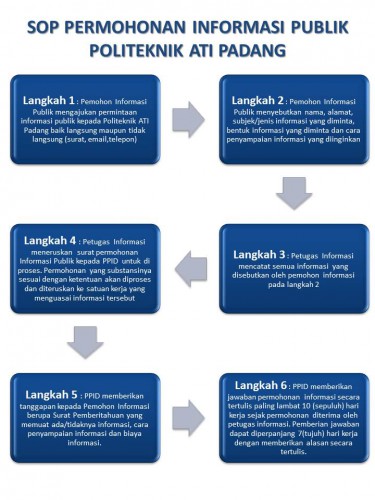 SOP PERMOHONAN INFORMASI PUBLIK
POLITEKNIK ATI PADANG
Langkah 1 : Pemohon Informasi
Publik mengajukan permintaan
informasi publik kepada Politeknik ATI
Padang baik langsung maupun tidak
langsung (surat, email,telepon)
Langkah 2 : Pemohon Informasi
Publik menyebutkan nama, alamat,
subjek/jenis informasi yang diminta,
bentuk informasi yang diminta dan cara
penyampaian informasi yang diinginkan
Langkah 3 : Petugas Informasi
mencatat semua informasi yang
disebutkan oleh pemohon informasi
pada langkah 2
Langkah 4 : Petugas Informasi
meneruskan surat permohonan
Informasi Publik kepada PPID untuk di
proses. Permohonan yang substansinya
sesuai dengan ketentuan akan diproses
dan diteruskan ke satuan kerja yang
menguasai informasi tersebut
Langkah 5 : PPID memberikan
tanggapan kepada Pemohon Informasi
berupa Surat Pemberitahuan yang
memuat ada/tidaknya informasi, cara
penyampaian informasi dan biaya
informasi.
Langkah 6 : PPID memberikan
jawaban permohonan informasi secara
tertulis paling lambat 10 (sepuluh) hari
kerja sejak permohonan diterima oleh
petugas informasi. Pemberian jawaban
dapat diperpanjang 7(tujuh) hari kerja
dengan memberikan alasan secara
tertulis.